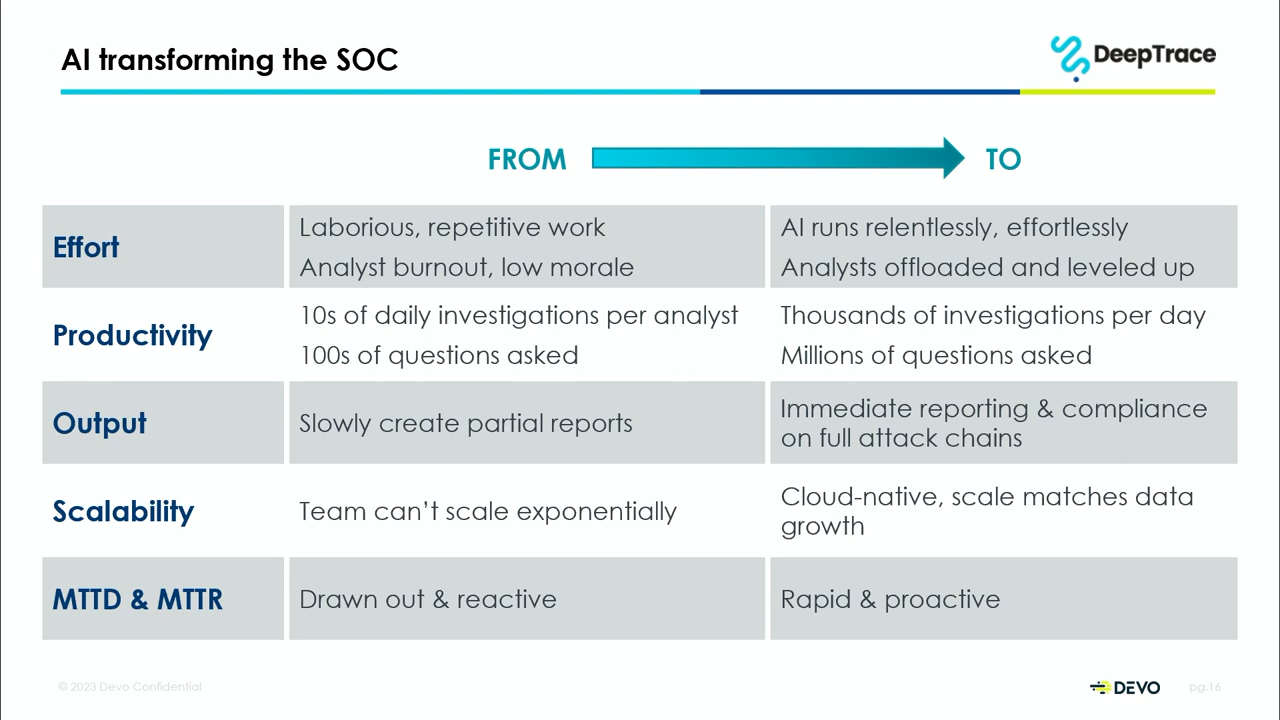 AI transforming the SOC
DeepTrace
FROM
TO
Effort
Laborious, repetitive work
Analyst burnout, low morale
AI runs relentlessly, effortlessly
Analysts offloaded and leveled up
Productivity
10s of daily investigations per analyst
100s of questions asked
Thousands of investigations per day
Millions of questions asked
Output
Slowly create partial reports
Immediate reporting & compliance
on full attack chains
Scalability
Team can’t scale exponentially
Cloud-native, scale matches data
growth
MTTD & MTTR
Drawn out & reactive
Rapid & proactive
© 2023 Devo Confidential
DEVO
pg.16